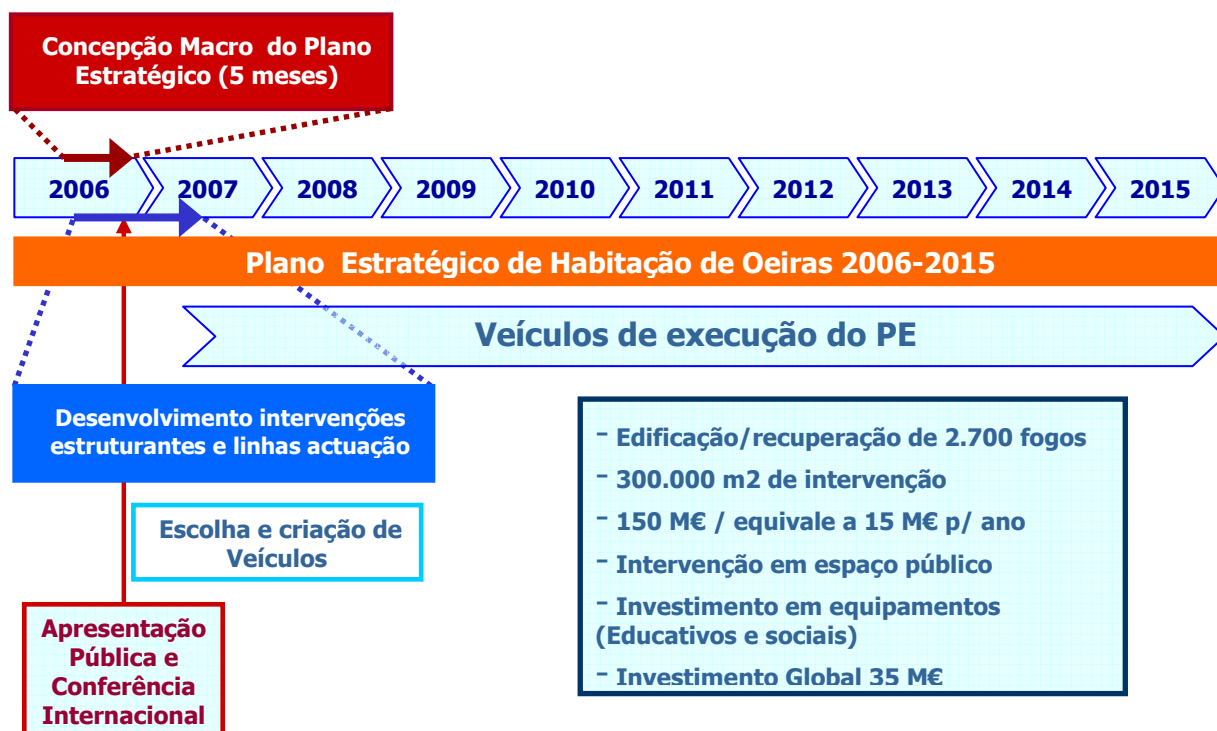 Concepção Macro do Plano
Estratégico (5 meses)
2006
2007
2008
2009
2010
2011
2012
2013
2014
2015
Plano Estratégico de Habitação de Oeiras 2006-2015
Veículos de execução do PE
Desenvolvimento intervenções
estruturantes e linhas actuação
Escolha e criação de
Veículos
Apresentação
Pública e
Conferência
Internacional
- Edificação/recuperação de 2.700 fogos
- 300.000 m2 de intervenção
- 150 M€ / equivale a 15 M€ p/ ano
- Intervenção em espaço público
- Investimento em equipamentos
(Educativos e sociais)
- Investimento Global 35 M€